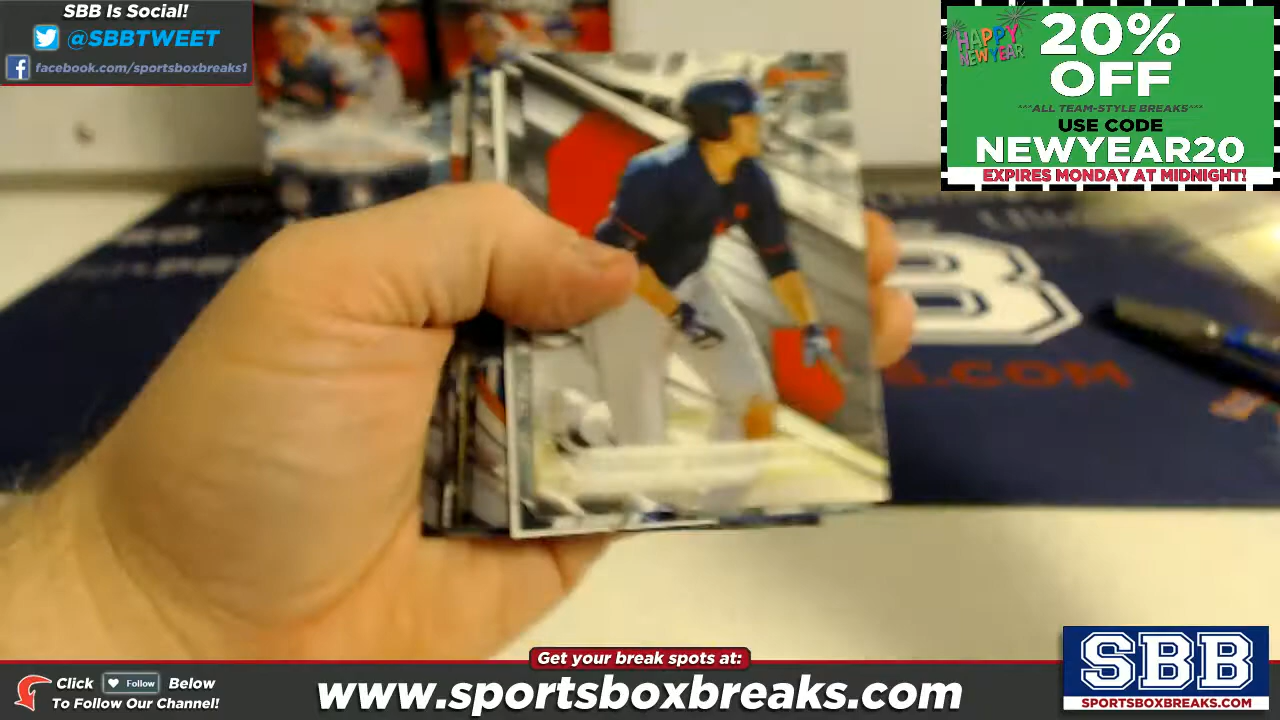 SBB Is Social!
@SBBTWEET
facebook.com/sportsboxbreaks1
HAPPY
NEW YEAR
20%
OFF
***ALL TEAM-STYLE BREAKS***
USE CODE
NEWYEAR20
EXPIRES MONDAY AT MIDNIGHT!
B
.COM
Get your break spots at:
Click Follow Below
To Follow Our Channel!
www.sportsboxbreaks.com
SBB
SPORTSBOXBREAKS.COM